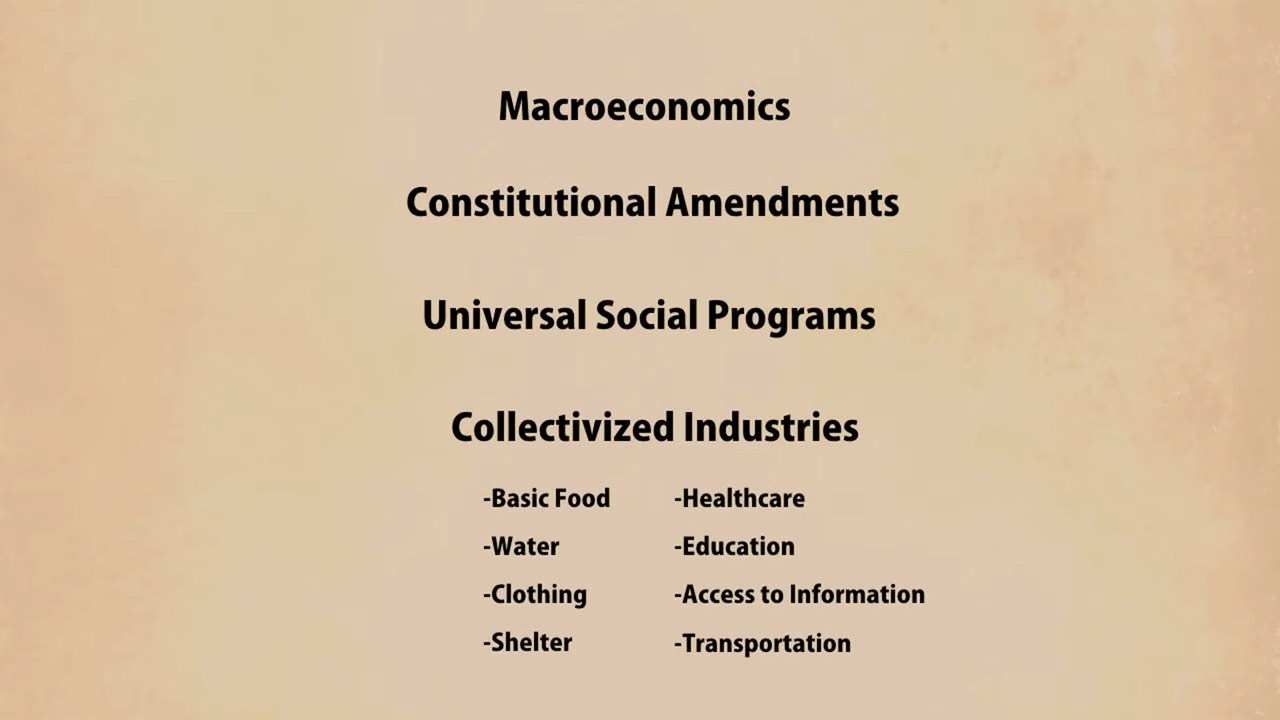 Macroeconomics
Constitutional Amendments
Universal Social Programs
Collectivized Industries
-Basic Food
-Water
-Clothing
-Shelter
-Healthcare
-Education
-Access to Information
-Transportation